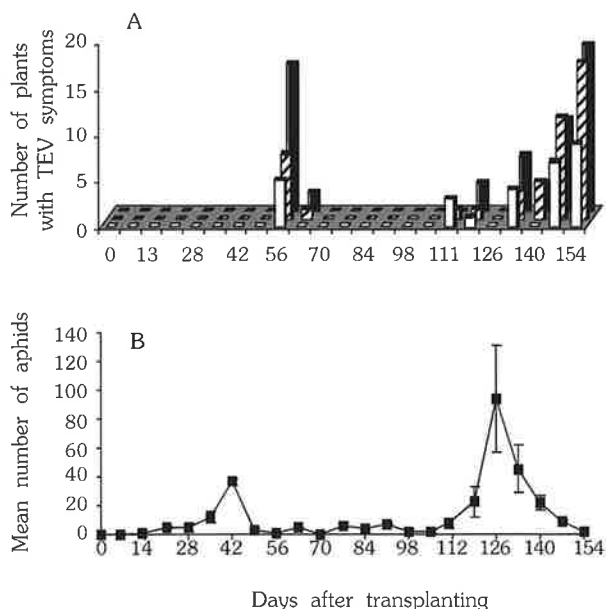 A
Number of plants
with TEV symptoms
20
15
10
5
0
0 13 28 42 56 70 84 98 111 126 140 154
B
Mean number of aphids
140
120
100
80
60
40
20
0
0 14 28 42 56 70 84 98 112 126 140 154
Days after transplanting